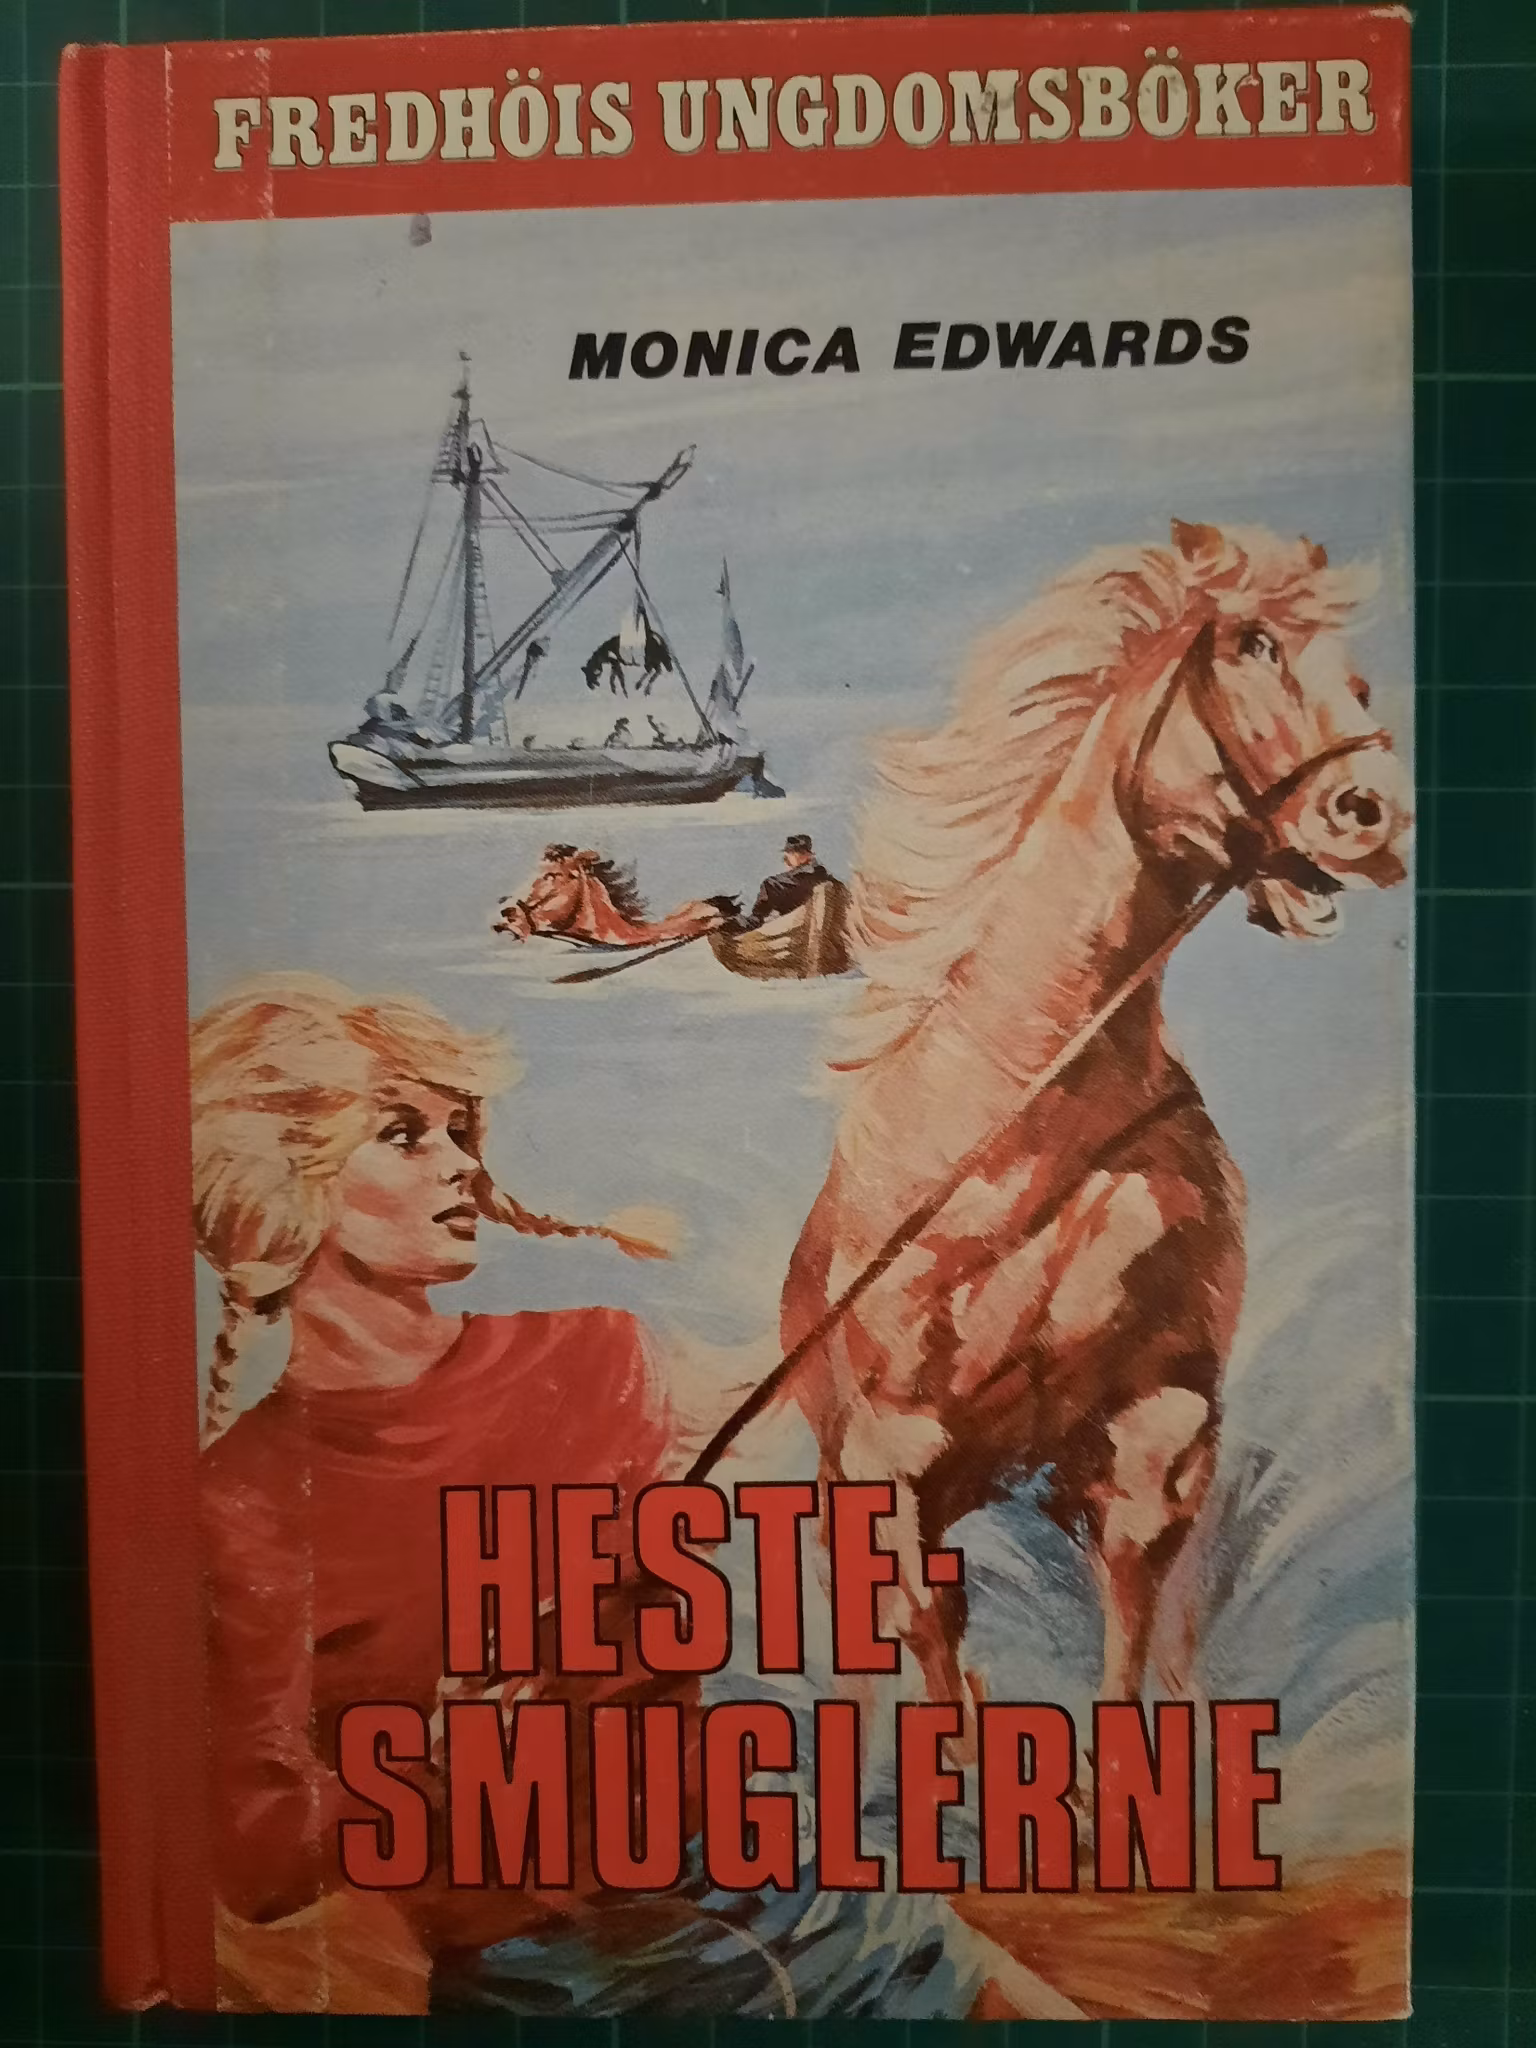 FREDHÖIS UNGDOMSBÖKER
MONICA EDWARDS
HESTE-
SMUGLERNE